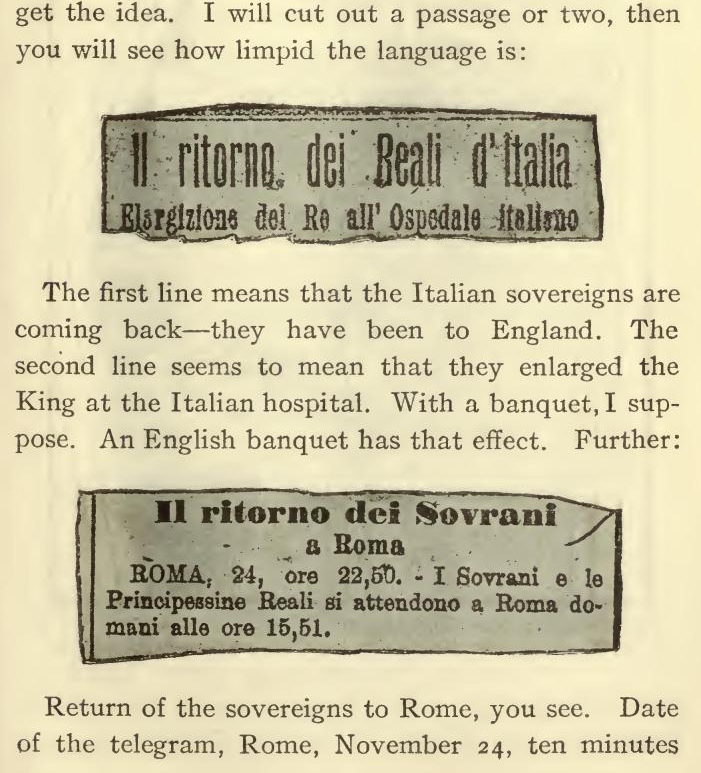 get the idea. I will cut out a passage or two, then
you will see how limpid the language is:
Il ritorno dei Reali d'Italia
Elargizione del Re all' Ospedale italiano
The first line means that the Italian sovereigns are
coming back—they have been to England. The
second line seems to mean that they enlarged the
King at the Italian hospital. With a banquet, I sup-
pose. An English banquet has that effect. Further:
Il ritorno dei Sovrani
a Roma
ROMA, 24, ore 22,50. - I Sovrani e le
Principessine Reali si attendono a Roma do-
mani alle ore 15,51.
Return of the sovereigns to Rome, you see. Date
of the telegram, Rome, November 24, ten minutes